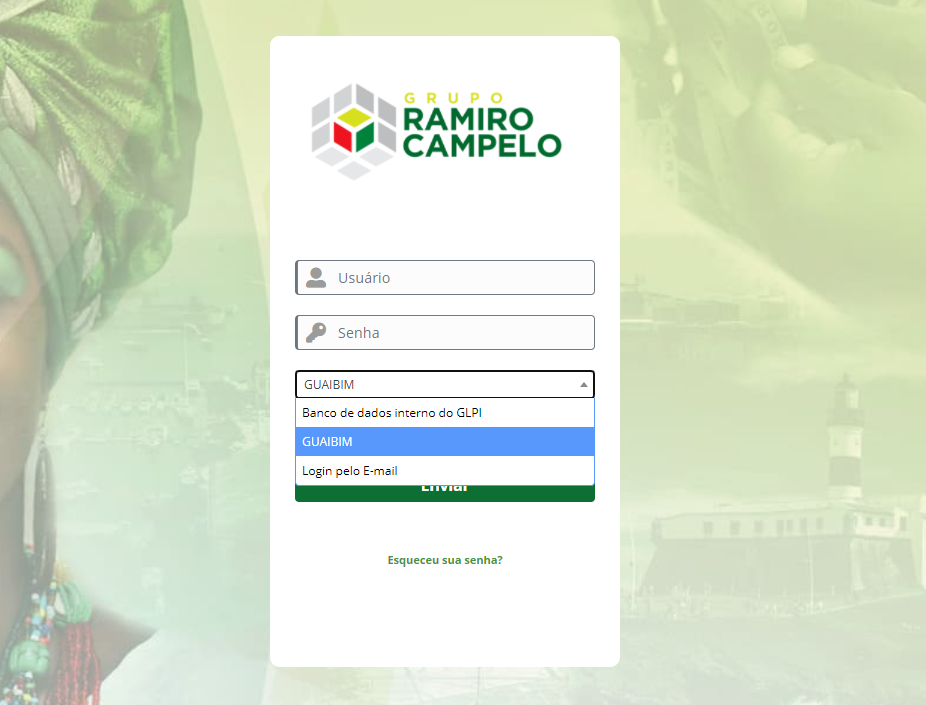 GRUPO
RAMIRO
CAMPELO
Usuário
Senha
GUAIBIM
Banco de dados interno do GLPI
GUAIBIM
Login pelo E-mail
Enviar
Esqueceu sua senha?